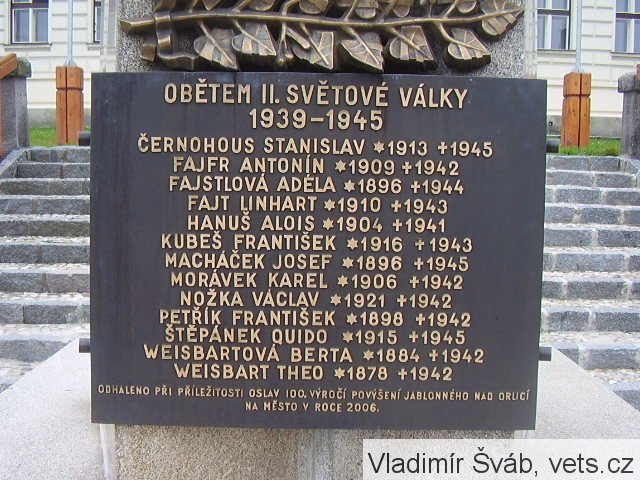 OBĚTEM II. SVĚTOVÉ VÁLKY
1939-1945
ČERNOHOUS STANISLAV ✶1913 ✝1945
FAJFR ANTONÍN ✶1909 ✝1942
FAJSTLOVÁ ADĚLA ✶1896 ✝1944
FAJT LINHART ✶1910 ✝1943
HANUŠ ALOIS ✶1904 ✝1941
KUBEŠ FRANTIŠEK ✶1916 ✝1943
MACHÁČEK JOSEF ✶1896 ✝1945
MORÁVEK KAREL ✶1906 ✝1942
NOŽKA VÁCLAV ✶1921 ✝1942
PETŘÍK FRANTIŠEK ✶1898 ✝1942
ŠTĚPÁNEK QUIDO ✶1915 ✝1945
WEISBARTOVÁ BERTA ✶1884 ✝1942
WEISBART THEO ✶1878 ✝1942
ODHALENO PŘI PŘÍLEŽITOSTI OSLAV 100. VÝROČÍ POVÝŠENÍ JABLONNÉHO NAD ORLICÍ
NA MĚSTO V ROCE 2006.
Vladimír Šváb, vets.cz